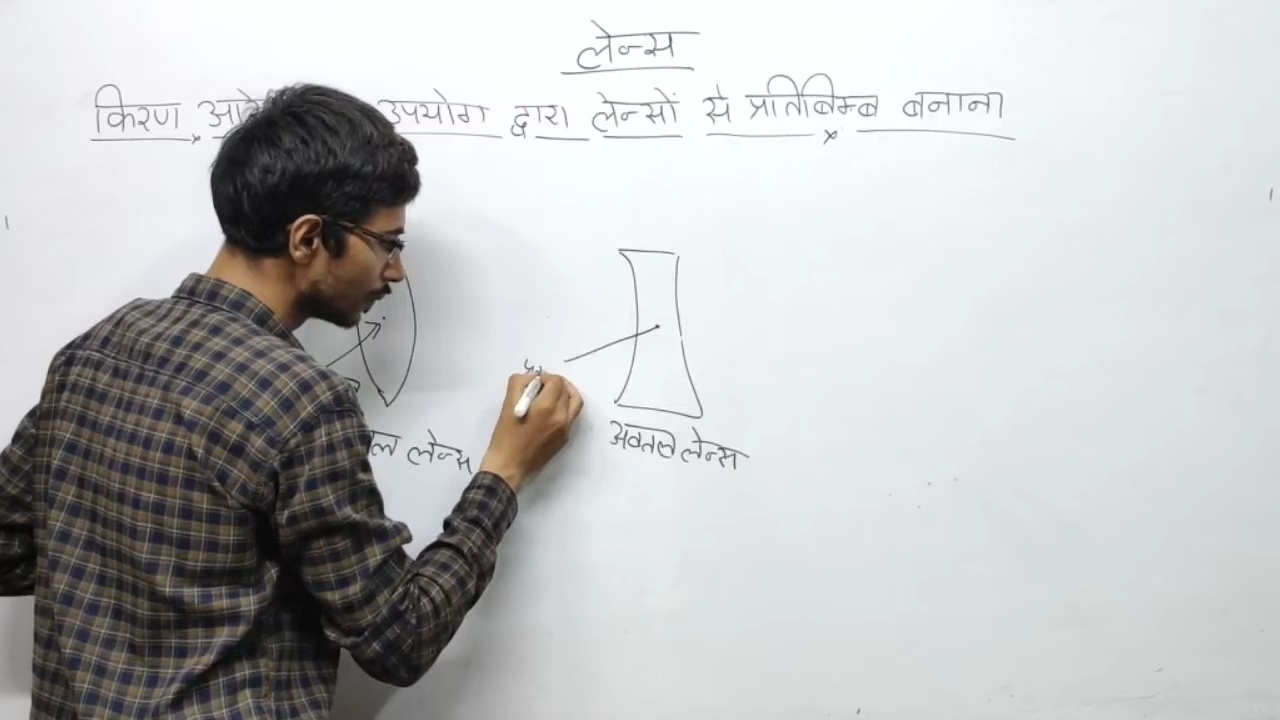 लेन्स
किरण उपयोग द्वारा लेन्सों से प्रतिबिम्ब बनाना
लेन्स
अवतल लेन्स